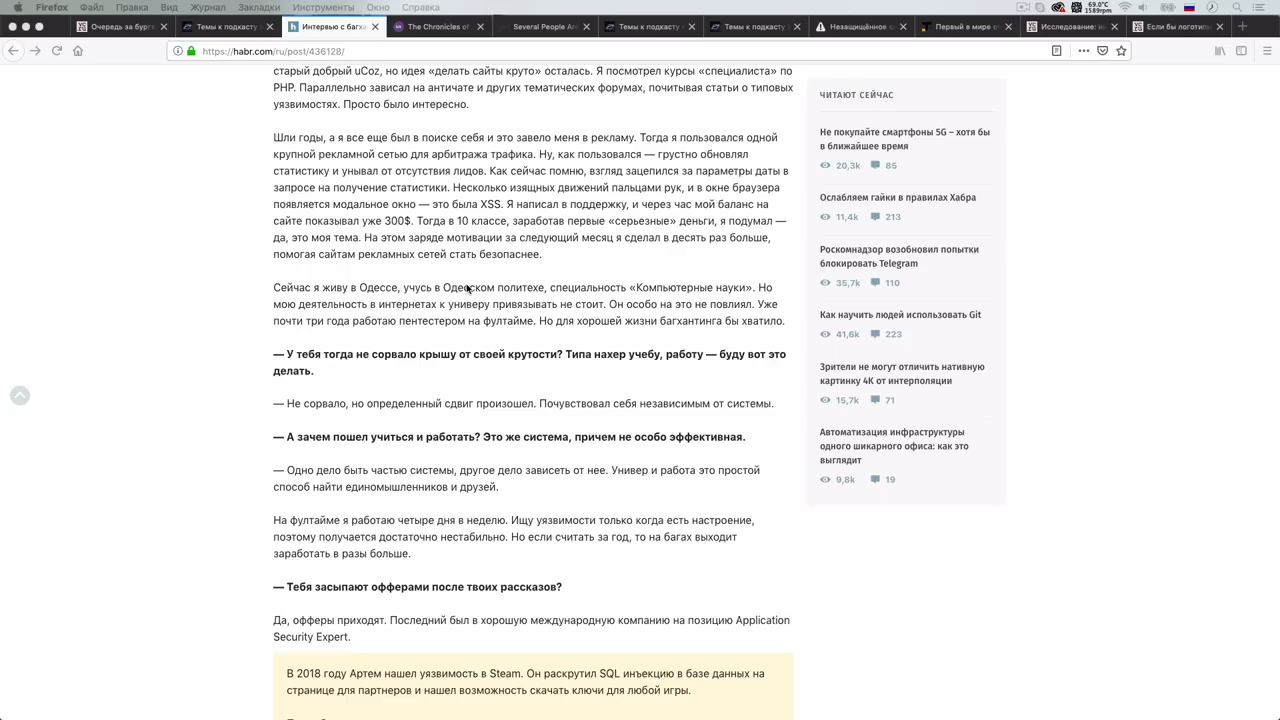 Firefox Файл Правка Вид Журнал Закладки Инструменты Окно Справка
69.0°C
1589rpm
Очередь за бург
Темы к подкасту
Интервью с багха
The Chronicles of
Several People Are
Темы к подкасту
Темы к подкасту
Незащищённое с
Первый в мире о
Исследование: н
Если бы логотип
https://habr.com/ru/post/436128/
старый добрый uCoz, но идея «делать сайты круто» осталась. Я посмотрел курсы «специалиста» по
PHP. Параллельно зависал на античате и других тематических форумах, почитывая статьи о типовых
уязвимостях. Просто было интересно.
Шли годы, а я все еще был в поиске себя и это завело меня в рекламу. Тогда я пользовался одной
крупной рекламной сетью для арбитража трафика. Ну, как пользовался — грустно обновлял
статистику и унывал от отсутствия лидов. Как сейчас помню, взгляд зацепился за параметры даты в
запросе на получение статистики. Несколько изящных движений пальцами рук, и в окне браузера
появляется модальное окно — это была XSS. Я написал в поддержку, и через час мой баланс на
сайте показывал уже 300$. Тогда в 10 классе, заработав первые «серьезные» деньги, я подумал —
да, это моя тема. На этом заряде мотивации за следующий месяц я сделал в десять раз больше,
помогая сайтам рекламных сетей стать безопаснее.
Сейчас я живу в Одессе, учусь в Одесском политехе, специальность «Компьютерные науки». Но
мою деятельность в интернетах к универу привязывать не стоит. Он особо на это не повлиял. Уже
почти три года работаю пентестером на фултайме. Но для хорошей жизни багхантинга бы хватило.
— У тебя тогда не сорвало крышу от своей крутости? Типа нахер учебу, работу — буду вот это
делать.
— Не сорвало, но определенный сдвиг произошел. Почувствовал себя независимым от системы.
— А зачем пошел учиться и работать? Это же система, причем не особо эффективная.
— Одно дело быть частью системы, другое дело зависеть от нее. Универ и работа это простой
способ найти единомышленников и друзей.
На фултайме я работаю четыре дня в неделю. Ищу уязвимости только когда есть настроение,
поэтому получается достаточно нестабильно. Но если считать за год, то на багах выходит
заработать в разы больше.
— Тебя засыпают офферами после твоих рассказов?
Да, офферы приходят. Последний был в хорошую международную компанию на позицию Application
Security Expert.
В 2018 году Артем нашел уязвимость в Steam. Он раскрутил SQL инъекцию в базе данных на
странице для партнеров и нашел возможность скачать ключи для любой игры.
ЧИТАЮТ СЕЙЧАС
Не покупайте смартфоны 5G – хотя бы
в ближайшее время
20,3k 85
Ослабляем гайки в правилах Хабра
11,4k 213
Роскомнадзор возобновил попытки
блокировать Telegram
35,7k 110
Как научить людей использовать Git
41,6k 223
Зрители не могут отличить нативную
картинку 4K от интерполяции
15,7k 71
Автоматизация инфраструктуры
одного шикарного офиса: как это
выглядит
9,8k 19